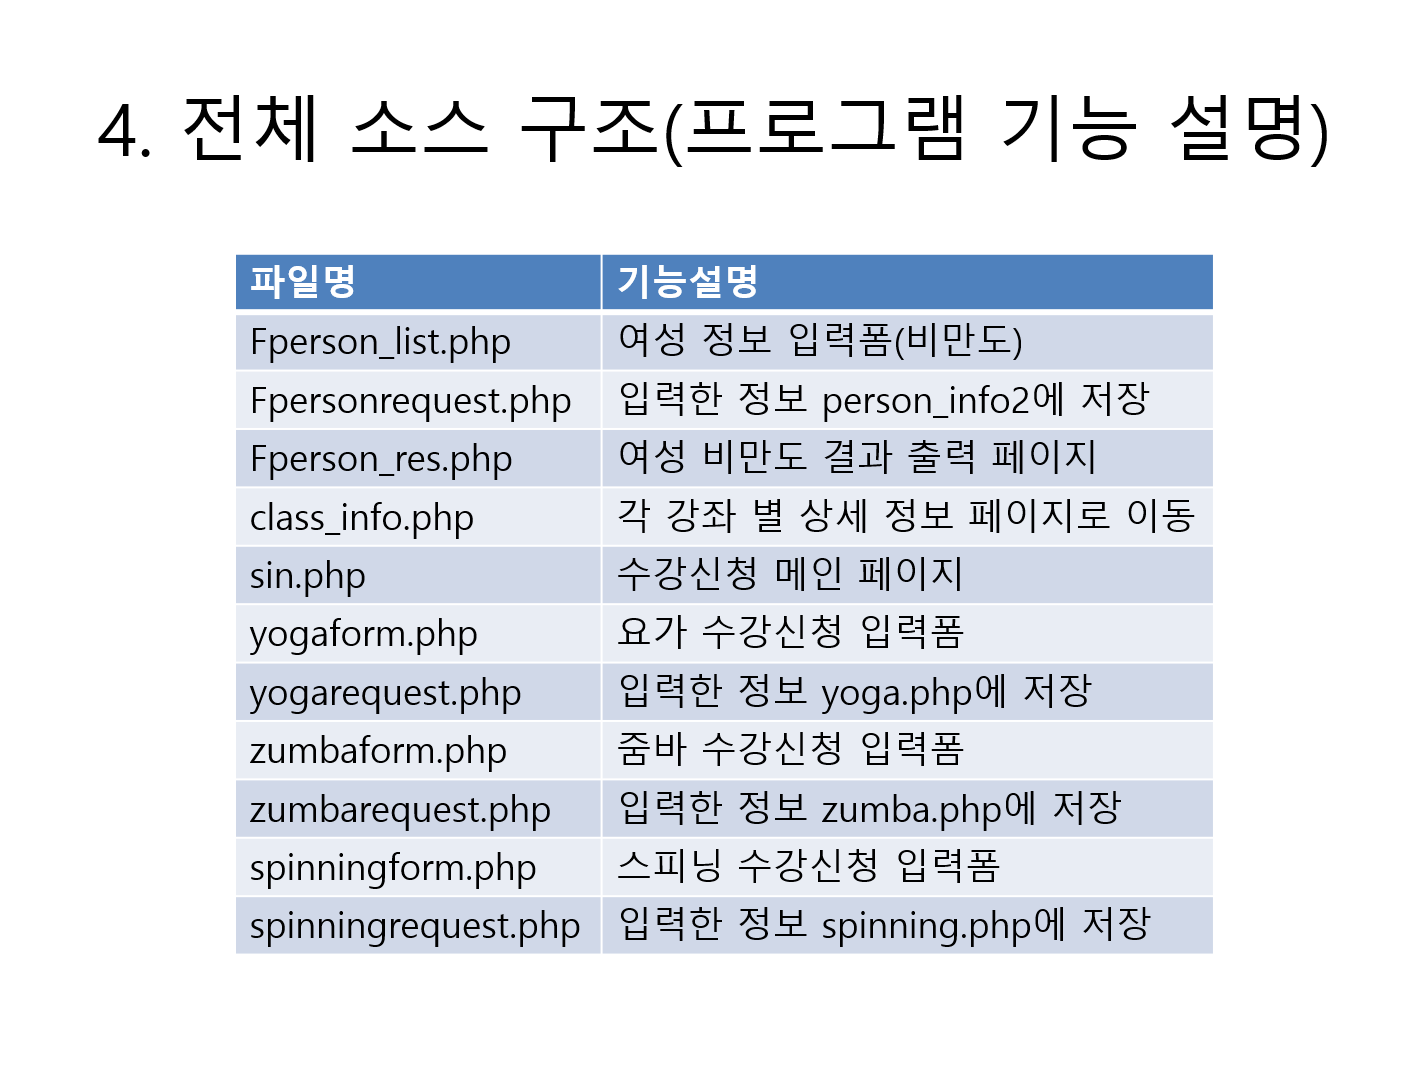 4. 전체 소스 구조(프로그램 기능 설명)
파일명 기능설명
Fperson_list.php 여성 정보 입력폼(비만도)
Fpersonrequest.php 입력한 정보 person_info2에 저장
Fperson_res.php 여성 비만도 결과 출력 페이지
class_info.php 각 강좌 별 상세 정보 페이지로 이동
sin.php 수강신청 메인 페이지
yogaform.php 요가 수강신청 입력폼
yogarequest.php 입력한 정보 yoga.php에 저장
zumbaform.php 줌바 수강신청 입력폼
zumbarequest.php 입력한 정보 zumba.php에 저장
spinningform.php 스피닝 수강신청 입력폼
spinningrequest.php 입력한 정보 spinning.php에 저장